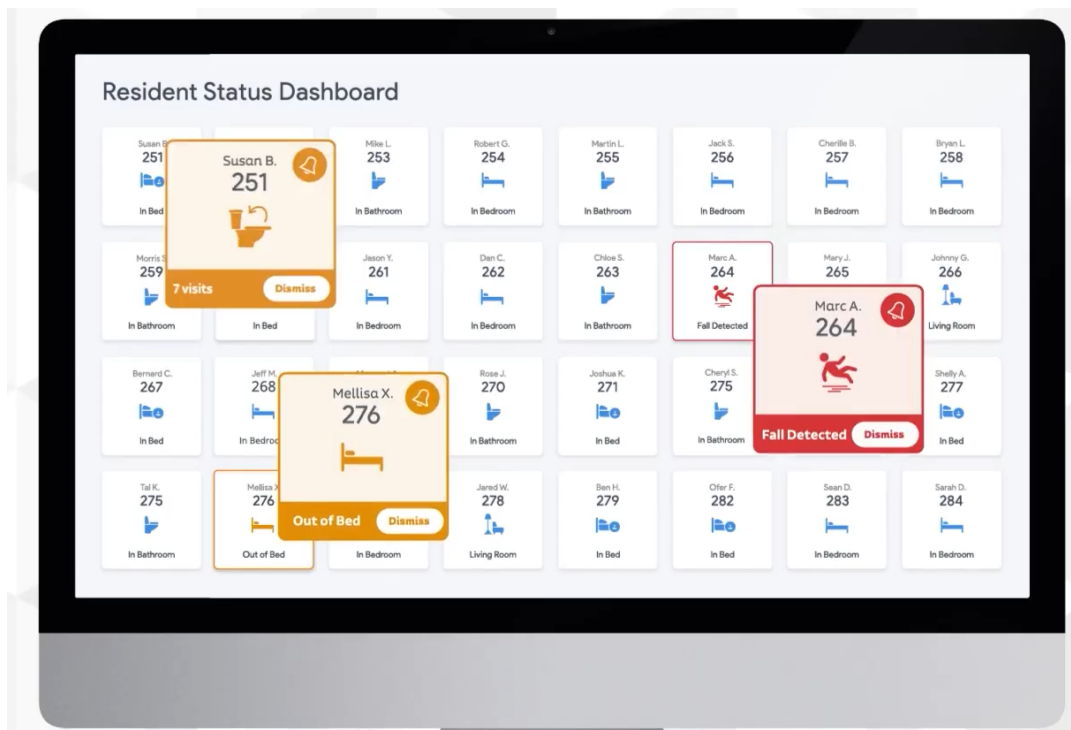 Resident Status Dashboard
Susan B.
251
In Bed
Mike L.
253
In Bathroom
Robert G.
254
In Bedroom
Martin L.
255
In Bathroom
Jack S.
256
In Bedroom
Cherille B.
257
In Bedroom
Bryan L.
258
In Bedroom
Susan B.
251
7 visits
Dismiss
Morris S
259
In Bathroom
In Bed
Jason Y.
261
In Bedroom
Dan C.
262
In Bedroom
Chloe S.
263
In Bathroom
Marc A.
264
Fall Detected
Mary J.
265
Johnny G.
266
Living Room
Marc A.
264
Fall Detected
Dismiss
Bernard C.
267
In Bed
Jeff M.
268
In Bedroo
Rose J.
270
In Bathroom
Joshua K.
271
In Bed
Cheryl S.
275
In Bathroom
Shelly A.
277
In Bed
Mellisa X.
276
Out of Bed
Dismiss
Tal K.
275
In Bathroom
Mellisa X
276
Out of Bed
In Bedroom
Jared W.
278
Living Room
Ben H.
279
In Bed
Ofer F.
282
In Bed
Sean D.
283
In Bedroom
Sarah D.
284
In Bedroom